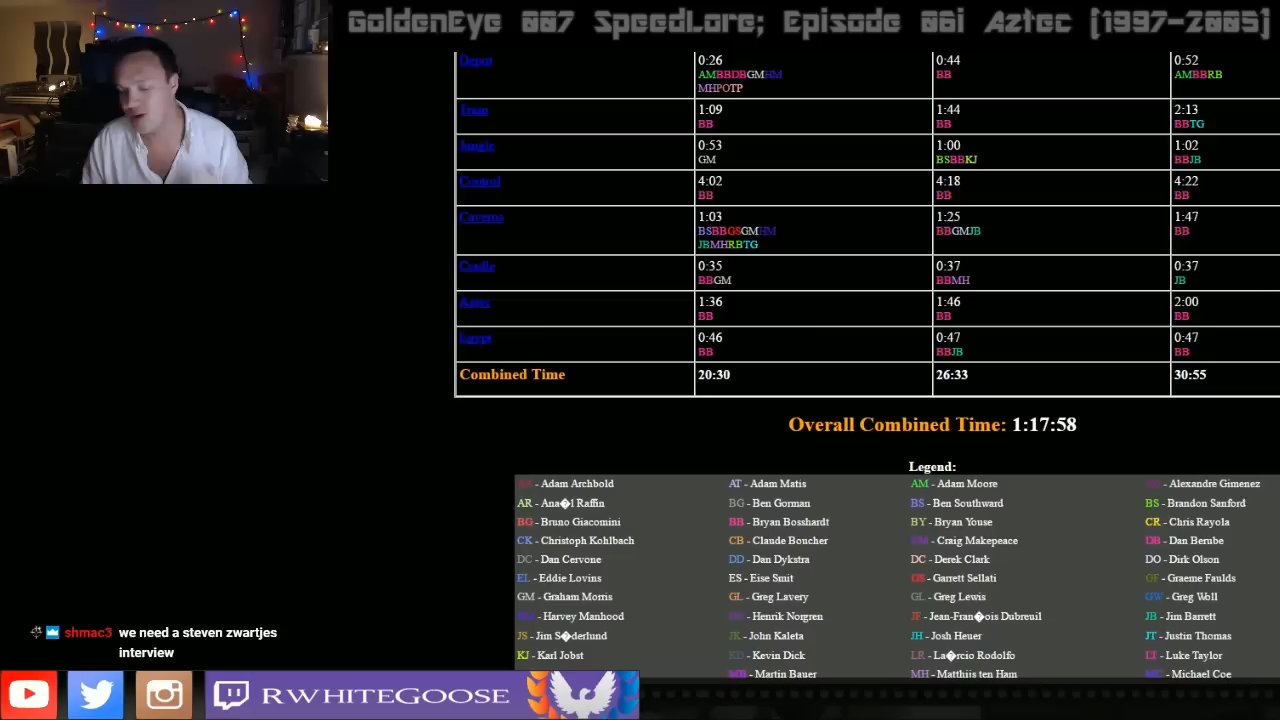 GoldenEye 007 SpeedLore; Episode 06i Aztec [1997-2005]
Depot 0:26 0:44 0:52
AMBBDBGMHM BB AMBBRB
MHPOTP
Train 1:09 1:44 2:13
BB BB BBTG
Jungle 0:53 1:00 1:02
GM BSBBKJ BBJB
Control 4:02 4:18 4:22
BB BB BB
Caverns 1:03 1:25 1:47
BSBBGSGMHM BBGMJB BB
JBMHRBTG
Cradle 0:35 0:37 0:37
BBGM BBMH JB
Aztec 1:36 1:46 2:00
BB BB BB
Egypt 0:46 0:47 0:47
BB BBJB BB
Combined Time 20:30 26:33 30:55
Overall Combined Time: 1:17:58
Legend:
- Adam Archbold AT - Adam Matis AM - Adam Moore - Alexandre Gimenez
AR - Ana�l Raffin BG - Ben Gorman BS - Ben Southward BS - Brandon Sanford
BG - Bruno Giacomini BB - Bryan Bosshardt BY - Bryan Youse CR - Chris Rayola
CK - Christoph Kohlbach CB - Claude Boucher CM - Craig Makepeace DB - Dan Berube
DC - Dan Cervone DD - Dan Dykstra DC - Derek Clark DO - Dirk Olson
EL - Eddie Lovins ES - Eise Smit GS - Garrett Sellati GF - Graeme Faulds
GM - Graham Morris GL - Greg Lavery GL - Greg Lewis GW - Greg Woll
HM - Harvey Manhood HN - Henrik Norgren JF - Jean-Fran�ois Dubreuil JB - Jim Barrett
JS - Jim S�derlund JK - John Kaleta JH - Josh Heuer JT - Justin Thomas
KJ - Karl Jobst KD - Kevin Dick LR - La�rcio Rodolfo LT - Luke Taylor
MB - Martin Bauer MH - Matthijs ten Ham MC - Michael Coe
shmac3 we need a steven zwartjes
interview
RWHITEGOOSE